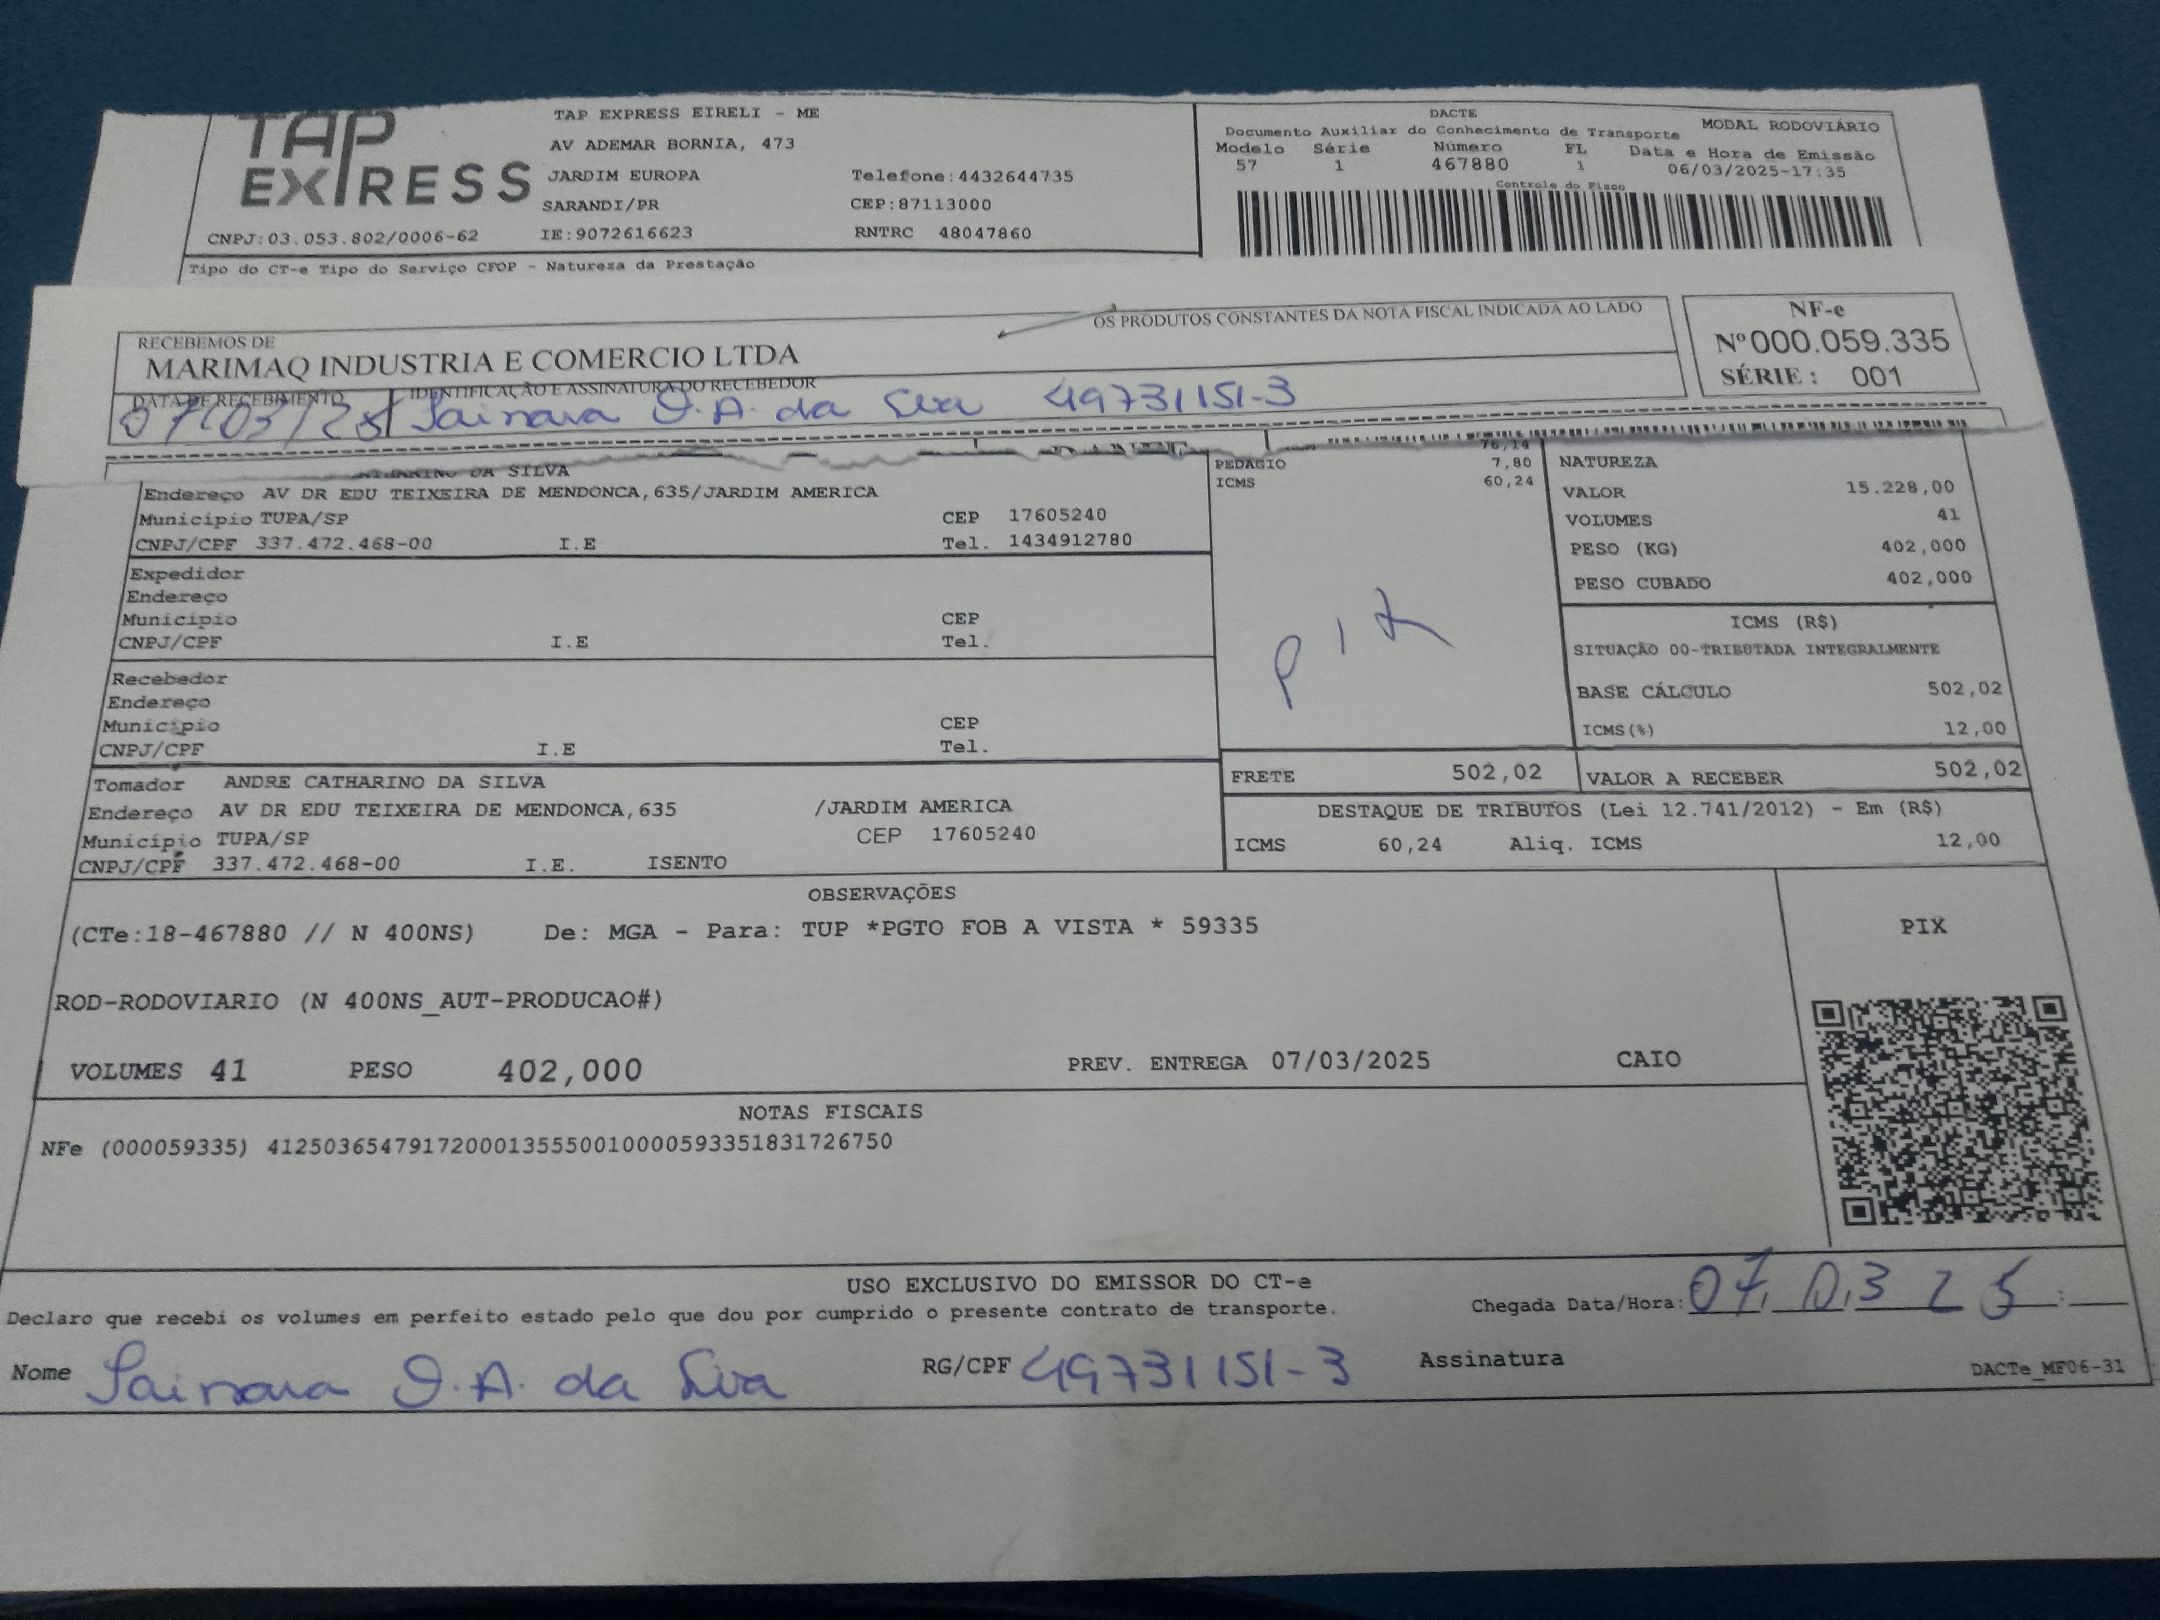 TAP EXPRESS
TAP EXPRESS EIRELI - ME
AV ADEMAR BORNIA, 473
JARDIM EUROPA Telefone:4432644735
SARANDI/PR CEP:87113000
CNPJ:03.053.802/0006-62 IE:9072616623 RNTRC 48047860
DACTE
Documento Auxiliar do Conhecimento de Transporte MODAL RODOVIÁRIO
Modelo Série Número FL Data e Hora de Emissão
57 1 467880 1 06/03/2025-17:35
Controle do Fisco
Tipo do CT-e Tipo do Serviço CFOP - Natureza da Prestação
RECEBEMOS DE OS PRODUTOS CONSTANTES DA NOTA FISCAL INDICADA AO LADO
MARIMAQ INDUSTRIA E COMERCIO LTDA
NF-e
Nº000.059.335
SÉRIE: 001
DATA DE RECEBIMENTO IDENTIFICAÇÃO E ASSINATURA DO RECEBEDOR
07/03/25 da Silva 49731151-3
DA SILVA
Endereço AV DR EDU TEIXEIRA DE MENDONCA,635/JARDIM AMERICA
Município TUPA/SP CEP 17605240
CNPJ/CPF 337.472.468-00 I.E Tel. 1434912780
Expedidor
Endereço
Município CEP
CNPJ/CPF I.E Tel.
Recebedor
Endereço
Município CEP
CNPJ/CPF I.E Tel.
Tomador ANDRE CATHARINO DA SILVA
Endereço AV DR EDU TEIXEIRA DE MENDONCA,635 /JARDIM AMERICA
Município TUPA/SP CEP 17605240
CNPJ/CPF 337.472.468-00 I.E. ISENTO
76,14
PEDAGIO 7,80
ICMS 60,24
PIX
NATUREZA
VALOR 15.228,00
VOLUMES 41
PESO (KG) 402,000
PESO CUBADO 402,000
ICMS (R$)
SITUAÇÃO 00-TRIBUTADA INTEGRALMENTE
BASE CÁLCULO 502,02
ICMS(%) 12,00
FRETE 502,02 VALOR A RECEBER 502,02
DESTAQUE DE TRIBUTOS (Lei 12.741/2012) - Em (R$)
ICMS 60,24 Aliq. ICMS 12,00
OBSERVAÇÕES
(CTe:18-467880 // N 400NS) De: MGA - Para: TUP *PGTO FOB A VISTA * 59335
ROD-RODOVIARIO (N 400NS_AUT-PRODUCAO#)
VOLUMES 41 PESO 402,000 PREV. ENTREGA 07/03/2025 CAIO
PIX
NOTAS FISCAIS
NFe (000059335) 41250365479172000135550010000593351831726750
USO EXCLUSIVO DO EMISSOR DO CT-e
Declaro que recebi os volumes em perfeito estado pelo que dou por cumprido o presente contrato de transporte.
Chegada Data/Hora: 07 03 25 :
Nome da Silva RG/CPF 49731151-3 Assinatura
DACTe_MF06-31